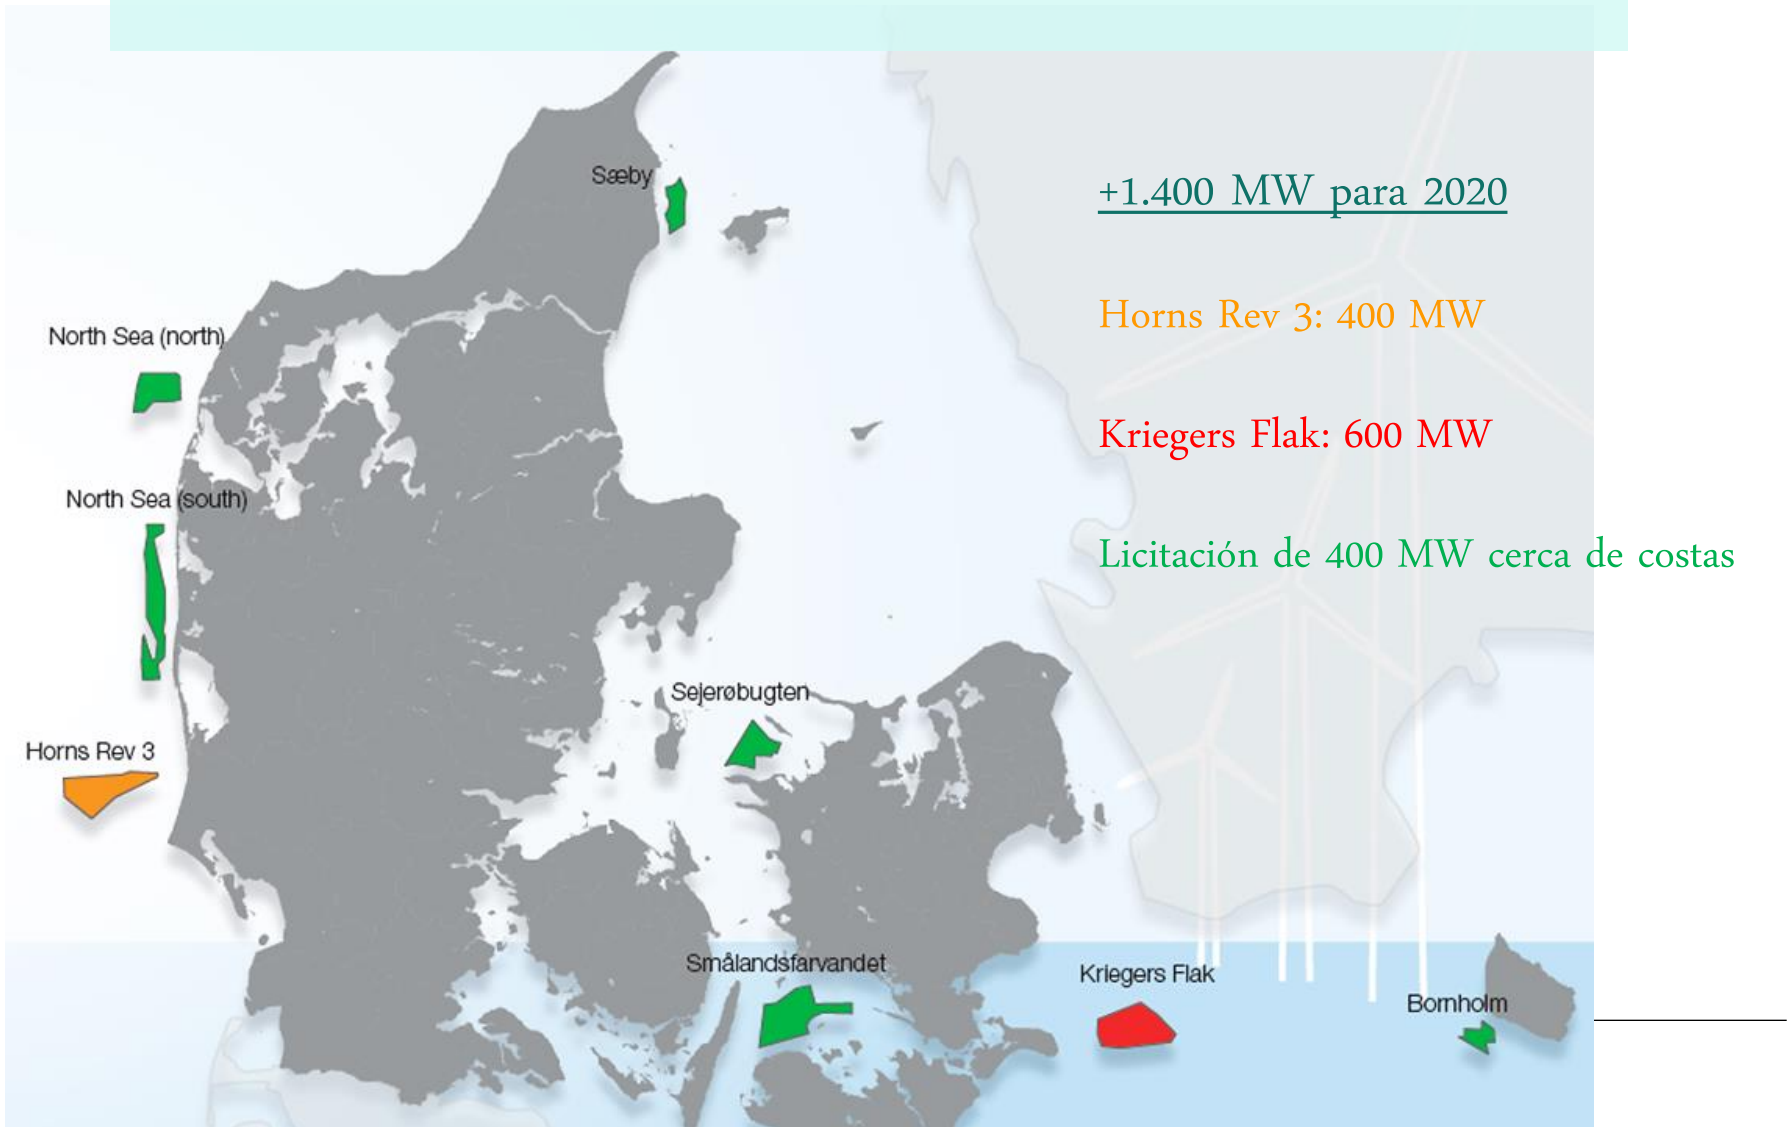 Sæby
+1.400 MW para 2020
Horns Rev 3: 400 MW
North Sea (north)
Kriegers Flak: 600 MW
North Sea (south)
Licitación de 400 MW cerca de costas
Sejerøbugten
Horns Rev 3
Smålandsfarvandet
Kriegers Flak
Bornholm